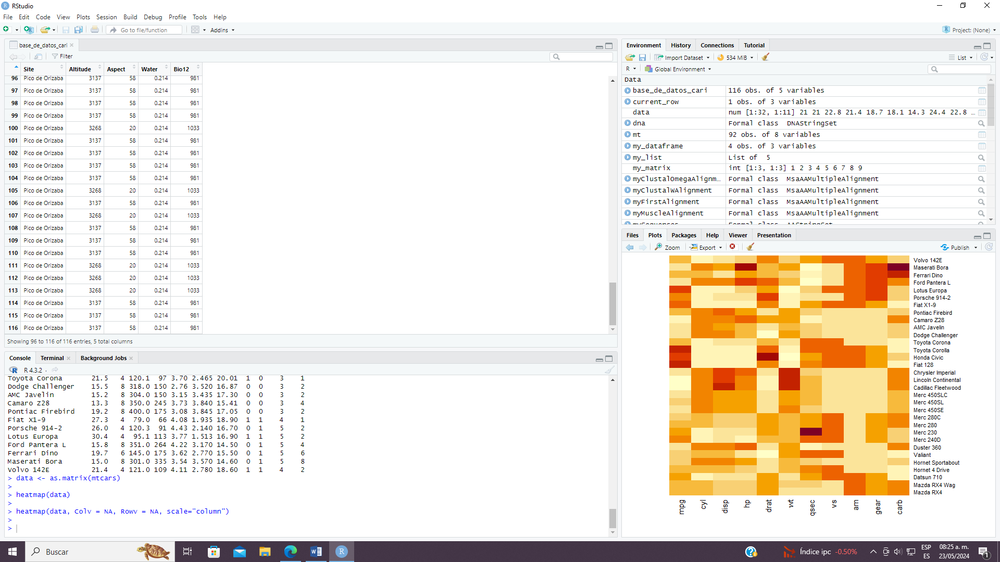 RStudio
File Edit Code View Plots Session Build Debug Profile Tools Help
Go to file/function Addins Project: (None)
base_de_datos_cari
Filter
Site Altitude Aspect Water Bio12
96 Pico de Orizaba 3137 58 0.214 981
97 Pico de Orizaba 3137 58 0.214 981
98 Pico de Orizaba 3137 58 0.214 981
99 Pico de Orizaba 3137 58 0.214 981
100 Pico de Orizaba 3268 20 0.214 1033
101 Pico de Orizaba 3137 58 0.214 981
102 Pico de Orizaba 3137 58 0.214 981
103 Pico de Orizaba 3137 58 0.214 981
104 Pico de Orizaba 3137 58 0.214 981
105 Pico de Orizaba 3268 20 0.214 1033
106 Pico de Orizaba 3137 58 0.214 981
107 Pico de Orizaba 3268 20 0.214 1033
108 Pico de Orizaba 3137 58 0.214 981
109 Pico de Orizaba 3137 58 0.214 981
110 Pico de Orizaba 3137 58 0.214 981
111 Pico de Orizaba 3268 20 0.214 1033
112 Pico de Orizaba 3268 20 0.214 1033
113 Pico de Orizaba 3268 20 0.214 1033
114 Pico de Orizaba 3137 58 0.214 981
115 Pico de Orizaba 3137 58 0.214 981
116 Pico de Orizaba 3137 58 0.214 981
Showing 96 to 116 of 116 entries, 5 total columns
Console Terminal Background Jobs
R 4.3.2 .
Toyota Corona 21.5 4 120.1 97 3.70 2.465 20.01 1 0 3 1
Dodge Challenger 15.5 8 318.0 150 2.76 3.520 16.87 0 0 3 2
AMC Javelin 15.2 8 304.0 150 3.15 3.435 17.30 0 0 3 2
Camaro Z28 13.3 8 350.0 245 3.73 3.840 15.41 0 0 3 4
Pontiac Firebird 19.2 8 400.0 175 3.08 3.845 17.05 0 0 3 2
Fiat X1-9 27.3 4 79.0 66 4.08 1.935 18.90 1 1 4 1
Porsche 914-2 26.0 4 120.3 91 4.43 2.140 16.70 0 1 5 2
Lotus Europa 30.4 4 95.1 113 3.77 1.513 16.90 1 1 5 2
Ford Pantera L 15.8 8 351.0 264 4.22 3.170 14.50 0 1 5 4
Ferrari Dino 19.7 6 145.0 175 3.62 2.770 15.50 0 1 5 6
Maserati Bora 15.0 8 301.0 335 3.54 3.570 14.60 0 1 5 8
Volvo 142E 21.4 4 121.0 109 4.11 2.780 18.60 1 1 4 2
> data <- as.matrix(mtcars)
>
> heatmap(data)
>
> heatmap(data, Colv = NA, Rowv = NA, scale="column")
>
>
Environment History Connections Tutorial
Import Dataset 534 MiB List
R Global Environment
Data
base_de_datos_cari 116 obs. of 5 variables
current_row 1 obs. of 3 variables
data num [1:32, 1:11] 21 21 22.8 21.4 18.7 18.1 14.3 24.4 22.8 …
dna Formal class DNAStringSet
mt 92 obs. of 8 variables
my_dataframe 4 obs. of 3 variables
my_list List of 5
my_matrix int [1:3, 1:3] 1 2 3 4 5 6 7 8 9
myClustalOmegaAlignm… Formal class MsaAAMultipleAlignment
myClustalWAlignment Formal class MsaAAMultipleAlignment
myFirstAlignment Formal class MsaAAMultipleAlignment
myMuscleAlignment Formal class MsaAAMultipleAlignment
mySequences Formal class AAStringSet
Files Plots Packages Help Viewer Presentation
Zoom Export Publish
Volvo 142E
Maserati Bora
Ferrari Dino
Ford Pantera L
Lotus Europa
Porsche 914-2
Fiat X1-9
Pontiac Firebird
Camaro Z28
AMC Javelin
Dodge Challenger
Toyota Corona
Toyota Corolla
Honda Civic
Fiat 128
Chrysler Imperial
Lincoln Continental
Cadillac Fleetwood
Merc 450SLC
Merc 450SL
Merc 450SE
Merc 280C
Merc 280
Merc 230
Merc 240D
Duster 360
Valiant
Hornet Sportabout
Hornet 4 Drive
Datsun 710
Mazda RX4 Wag
Mazda RX4
mpg cyl disp hp drat wt qsec vs am gear carb
Buscar
Índice ipc -0.50%
ESP
ES
08:25 a. m.
23/05/2024
1